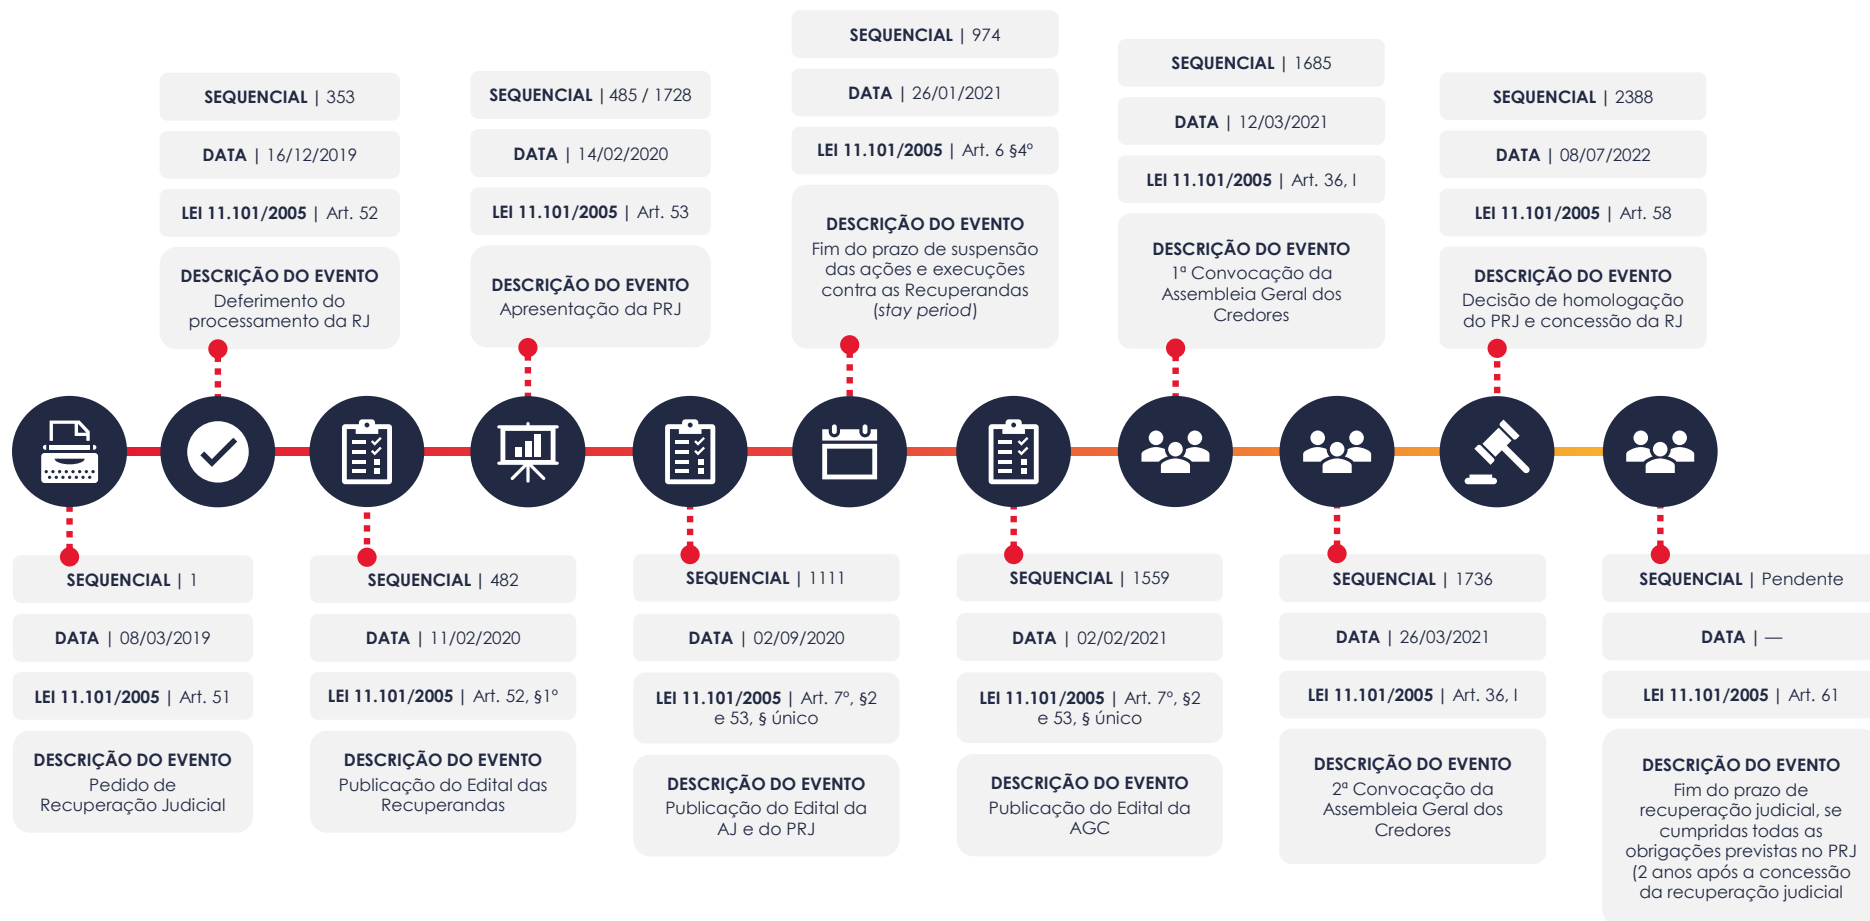 SEQUENCIAL | 1
DATA | 08/03/2019
LEI 11.101/2005 | Art. 51
DESCRIÇÃO DO EVENTO
Pedido de
Recuperação Judicial
SEQUENCIAL | 353
DATA | 16/12/2019
LEI 11.101/2005 | Art. 52
DESCRIÇÃO DO EVENTO
Deferimento do
processamento da RJ
SEQUENCIAL | 482
DATA | 11/02/2020
LEI 11.101/2005 | Art. 52, §1º
DESCRIÇÃO DO EVENTO
Publicação do Edital das
Recuperandas
SEQUENCIAL | 485 / 1728
DATA | 14/02/2020
LEI 11.101/2005 | Art. 53
DESCRIÇÃO DO EVENTO
Apresentação da PRJ
SEQUENCIAL | 1111
DATA | 02/09/2020
LEI 11.101/2005 | Art. 7º, §2
e 53, § único
DESCRIÇÃO DO EVENTO
Publicação do Edital da
AJ e do PRJ
SEQUENCIAL | 974
DATA | 26/01/2021
LEI 11.101/2005 | Art. 6 §4º
DESCRIÇÃO DO EVENTO
Fim do prazo de suspensão
das ações e execuções
contra as Recuperandas
(stay period)
SEQUENCIAL | 1559
DATA | 02/02/2021
LEI 11.101/2005 | Art. 7º, §2
e 53, § único
DESCRIÇÃO DO EVENTO
Publicação do Edital da
AGC
SEQUENCIAL | 1685
DATA | 12/03/2021
LEI 11.101/2005 | Art. 36, I
DESCRIÇÃO DO EVENTO
1ª Convocação da
Assembleia Geral dos
Credores
SEQUENCIAL | 1736
DATA | 26/03/2021
LEI 11.101/2005 | Art. 36, I
DESCRIÇÃO DO EVENTO
2ª Convocação da
Assembleia Geral dos
Credores
SEQUENCIAL | 2388
DATA | 08/07/2022
LEI 11.101/2005 | Art. 58
DESCRIÇÃO DO EVENTO
Decisão de homologação
do PRJ e concessão da RJ
SEQUENCIAL | Pendente
DATA | —
LEI 11.101/2005 | Art. 61
DESCRIÇÃO DO EVENTO
Fim do prazo de
recuperação judicial, se
cumpridas todas as
obrigações previstas no PRJ
(2 anos após a concessão
da recuperação judicial